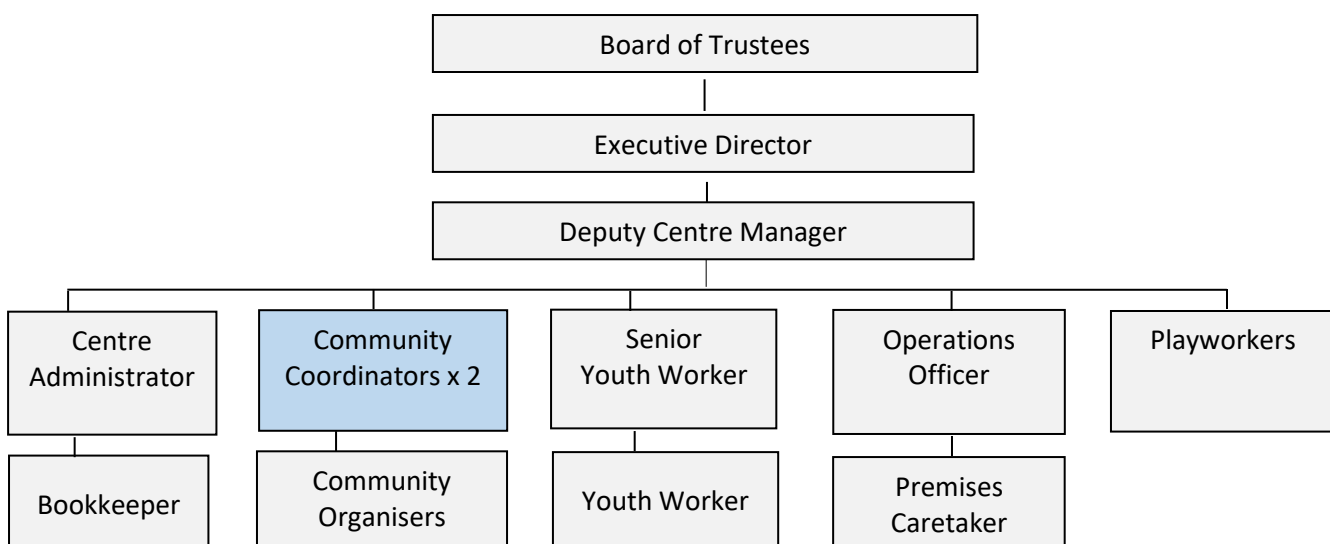 Board of Trustees
Executive Director
Deputy Centre Manager
Centre
Administrator
Community
Coordinators x 2
Senior
Youth Worker
Operations
Officer
Playworkers
Bookkeeper
Community
Organisers
Youth Worker
Premises
Caretaker